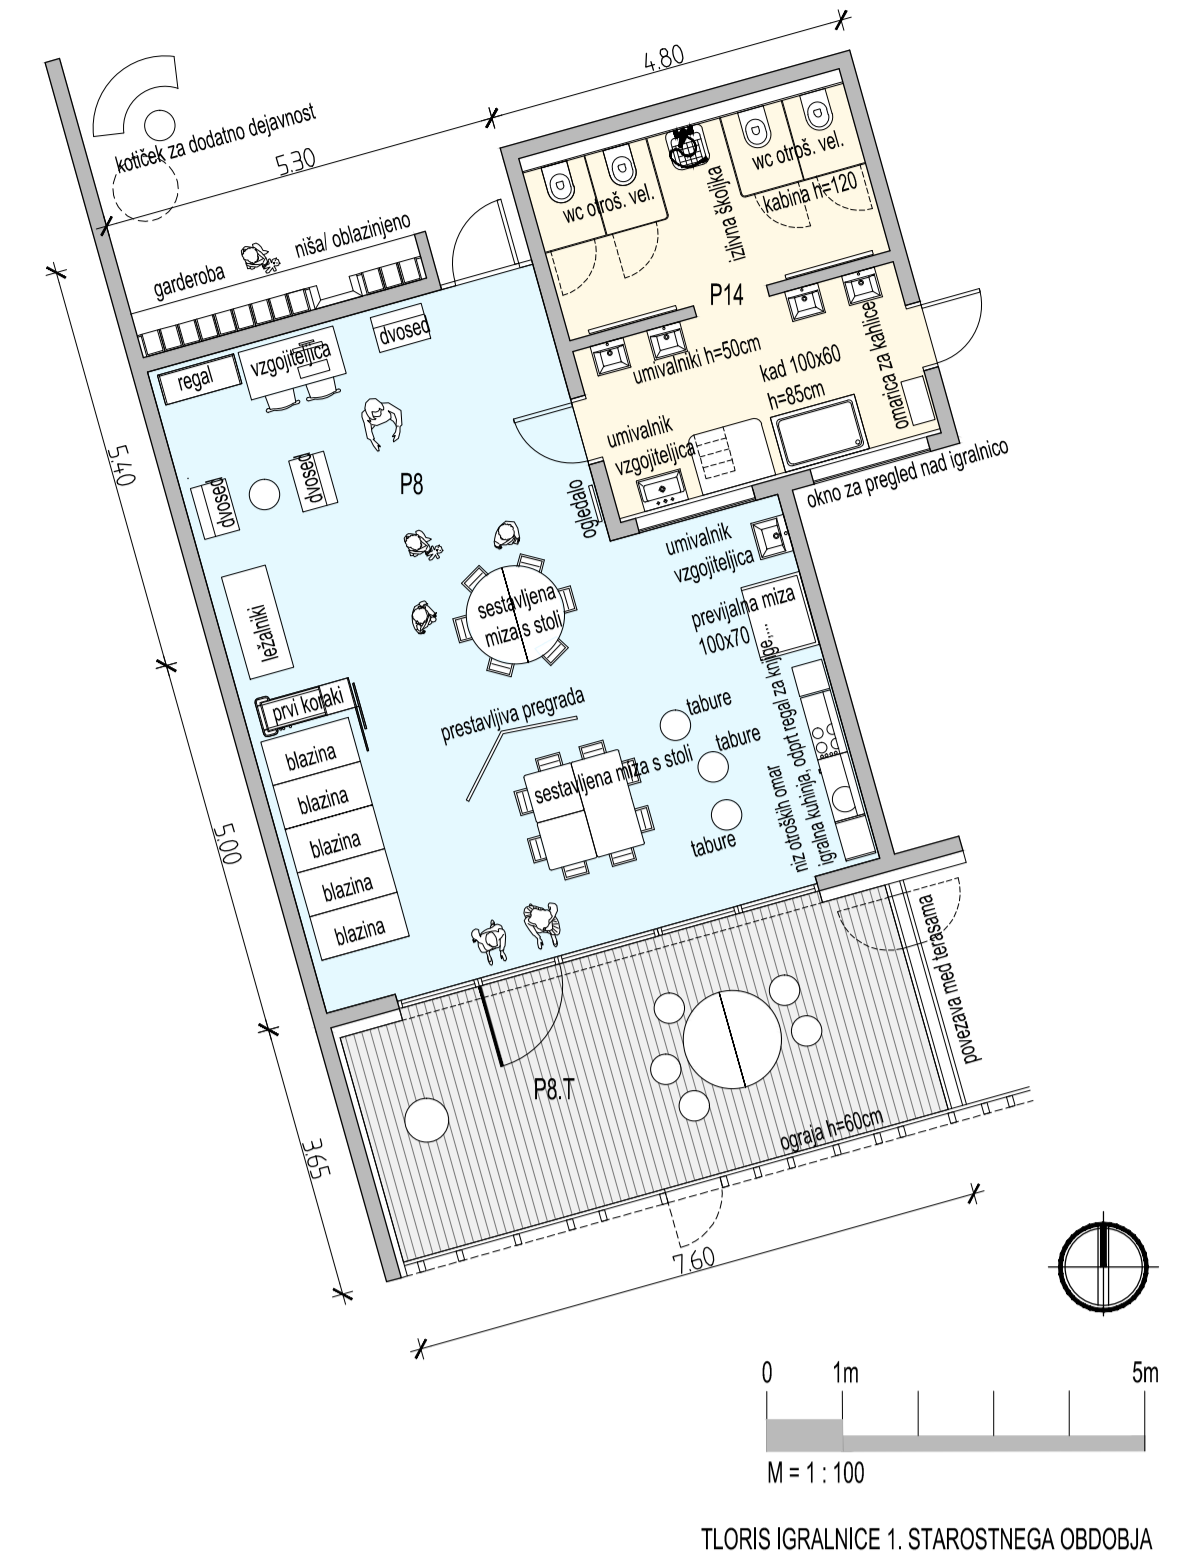 4.80
kotiček za dodatno dejavnost
5.30
wc otroš. vel.
wc otroš. vel.
kabina h=120
izlivna školjka
niša/ oblazinjeno
garderoba
P14
dvosed
vzgojiteljica
regal
umivalniki h=50cm
kad 100x60
h=85cm
omarica za kahlice
umivalnik
vzgojiteljica
5.40
P8
dvosed
dvosed
ogledalo
okno za pregled nad igralnico
umivalnik
vzgojiteljica
previjalna miza
100x70
sestavljena
miza s stoli
ležalniki
prvi koraki
prestavljiva pregrada
tabure
tabure
tabure
sestavljena miza s stoli
niz otroških omar
igralna kuhinja, odprt regal za knjige,...
blazina
blazina
blazina
blazina
blazina
5.00
povezava med terasama
P8.T
3.65
ograja h=60cm
7.60
0 1m 5m
M = 1 : 100
TLORIS IGRALNICE 1. STAROSTNEGA OBDOBJA